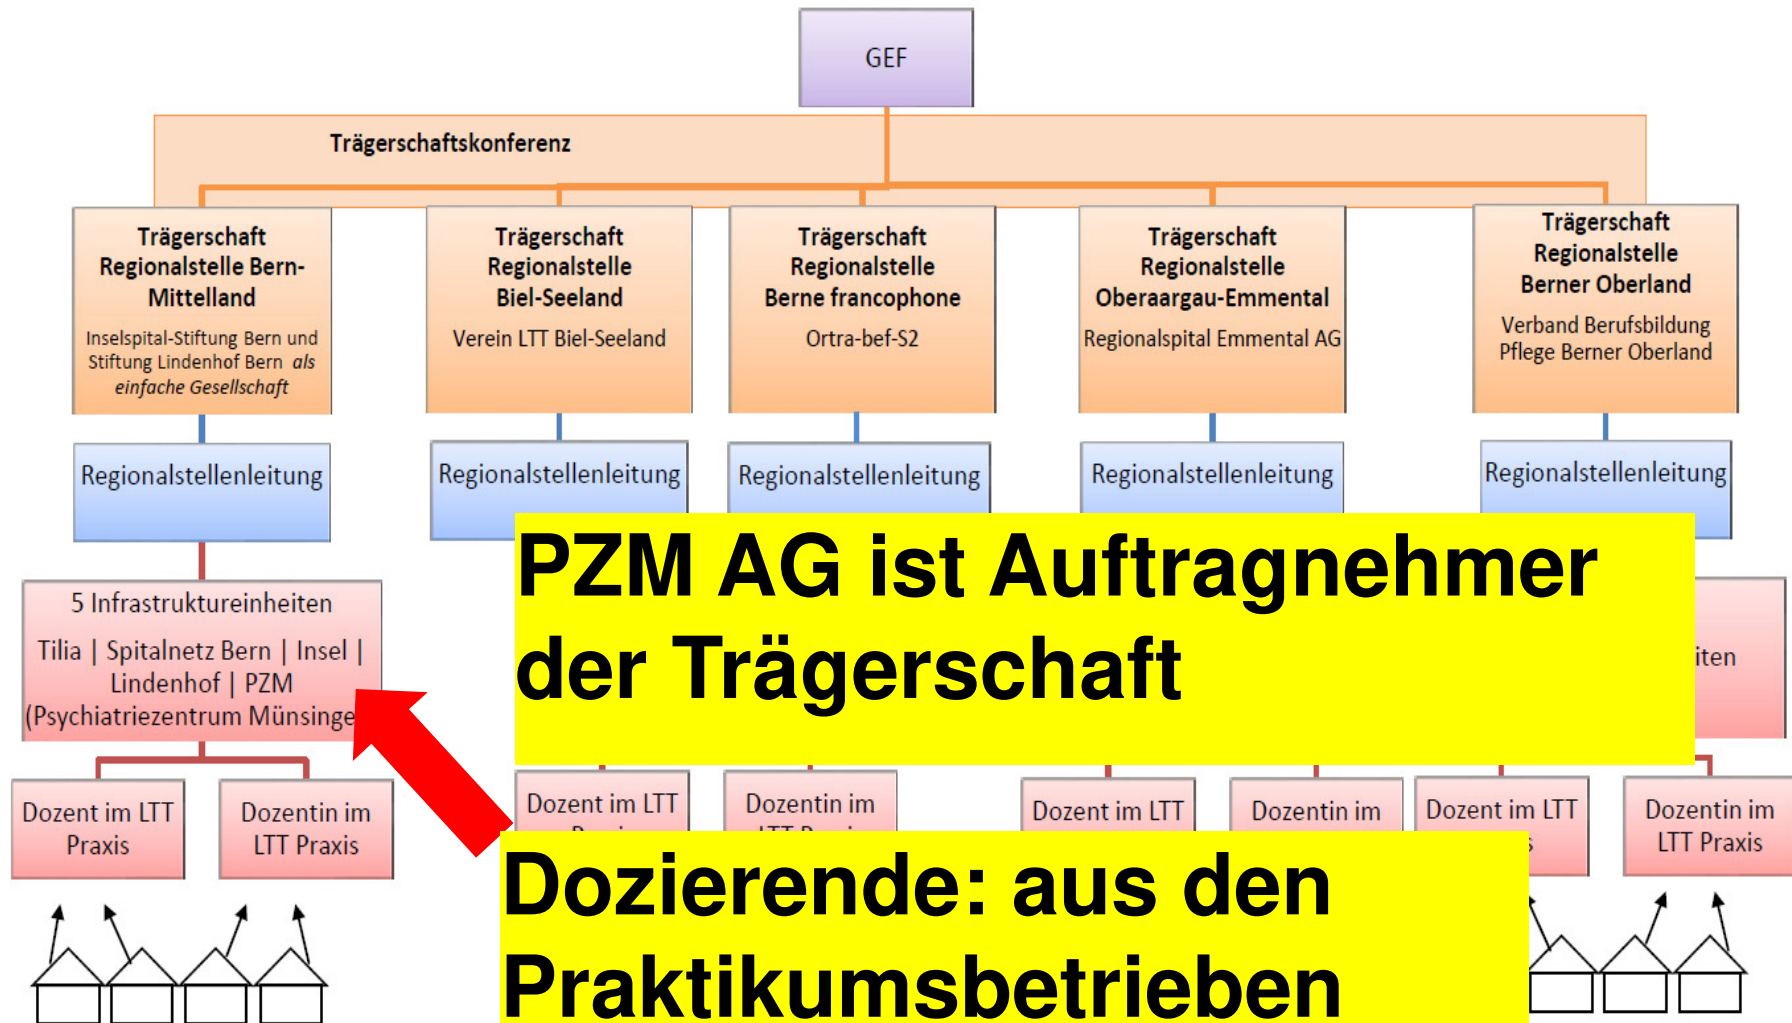 GEF
Trägerschaftskonferenz
Trägerschaft
Regionalstelle Bern-
Mittelland
Inselspital-Stiftung Bern und
Stiftung Lindenhof Bern als
einfache Gesellschaft
Trägerschaft
Regionalstelle
Biel-Seeland
Verein LTT Biel-Seeland
Trägerschaft
Regionalstelle
Berne francophone
Ortra-bef-S2
Trägerschaft
Regionalstelle
Oberaargau-Emmental
Regionalspital Emmental AG
Trägerschaft
Regionalstelle
Berner Oberland
Verband Berufsbildung
Pflege Berner Oberland
Regionalstellenleitung
Regionalstellenleitung
Regionalstellenleitung
Regionalstellenleitung
Regionalstellenleitung
5 Infrastruktureinheiten
Tilia | Spitalnetz Bern | Insel |
Lindenhof | PZM
(Psychiatriezentrum Münsinge
PZM AG ist Auftragnehmer
der Trägerschaft
iten
Dozent im LTT
Praxis
Dozentin im
LTT Praxis
Dozent im LTT
Dozentin im
Dozent im LTT
Dozentin im
Dozent im LTT
s
Dozentin im
LTT Praxis
Dozierende: aus den
Praktikumsbetrieben